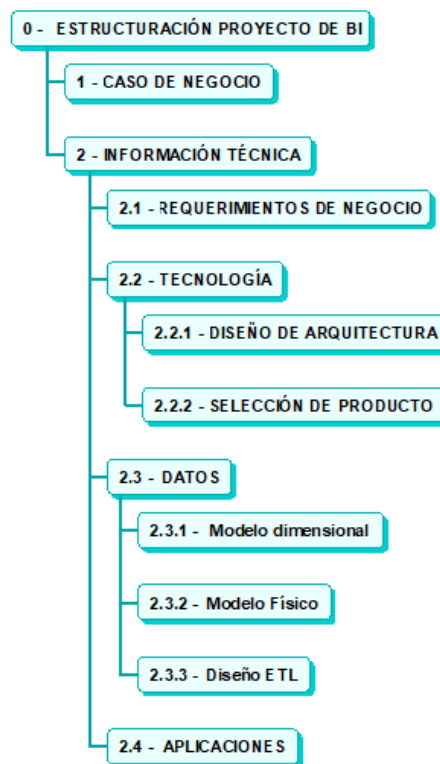 0 - ESTRUCTURACIÓN PROYECTO DE BI
1 - CASO DE NEGOCIO
2 - INFORMACIÓN TÉCNICA
2.1 - REQUERIMIENTOS DE NEGOCIO
2.2 - TECNOLOGÍA
2.2.1 - DISEÑO DE ARQUITECTURA
2.2.2 - SELECCIÓN DE PRODUCTO
2.3 - DATOS
2.3.1 - Modelo dimensional
2.3.2 - Modelo Físico
2.3.3 - Diseño ETL
2.4 - APLICACIONES